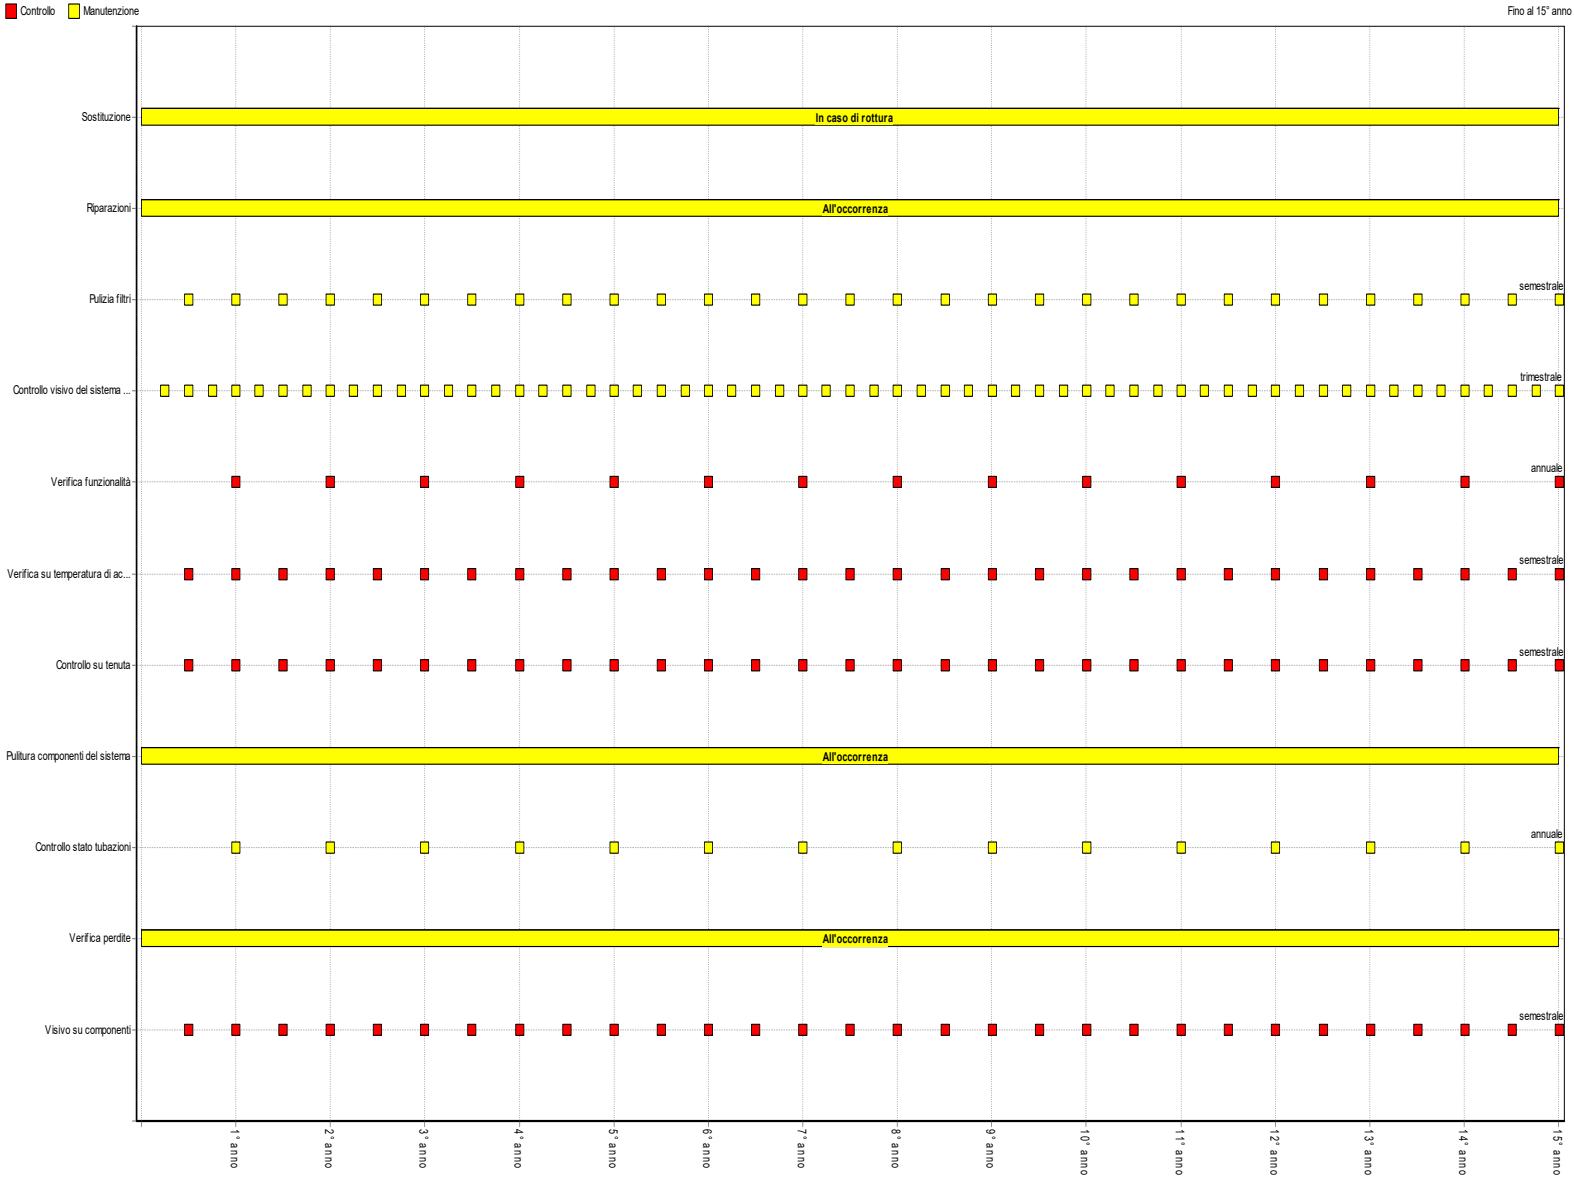 Controllo Manutenzione Fino al 15° anno
Sostituzione In caso di rottura
Riparazioni All'occorrenza
semestrale
Pulizia filtri
trimestrale
Controllo visivo del sistema ...
annuale
Verifica funzionalità
semestrale
Verifica su temperatura di ac...
semestrale
Controllo su tenuta
Pulitura componenti del sistema All'occorrenza
annuale
Controllo stato tubazioni
Verifica perdite All'occorrenza
semestrale
Visivo su componenti
1° anno
2° anno
3° anno
4° anno
5° anno
6° anno
7° anno
8° anno
9° anno
10° anno
11° anno
12° anno
13° anno
14° anno
15° anno